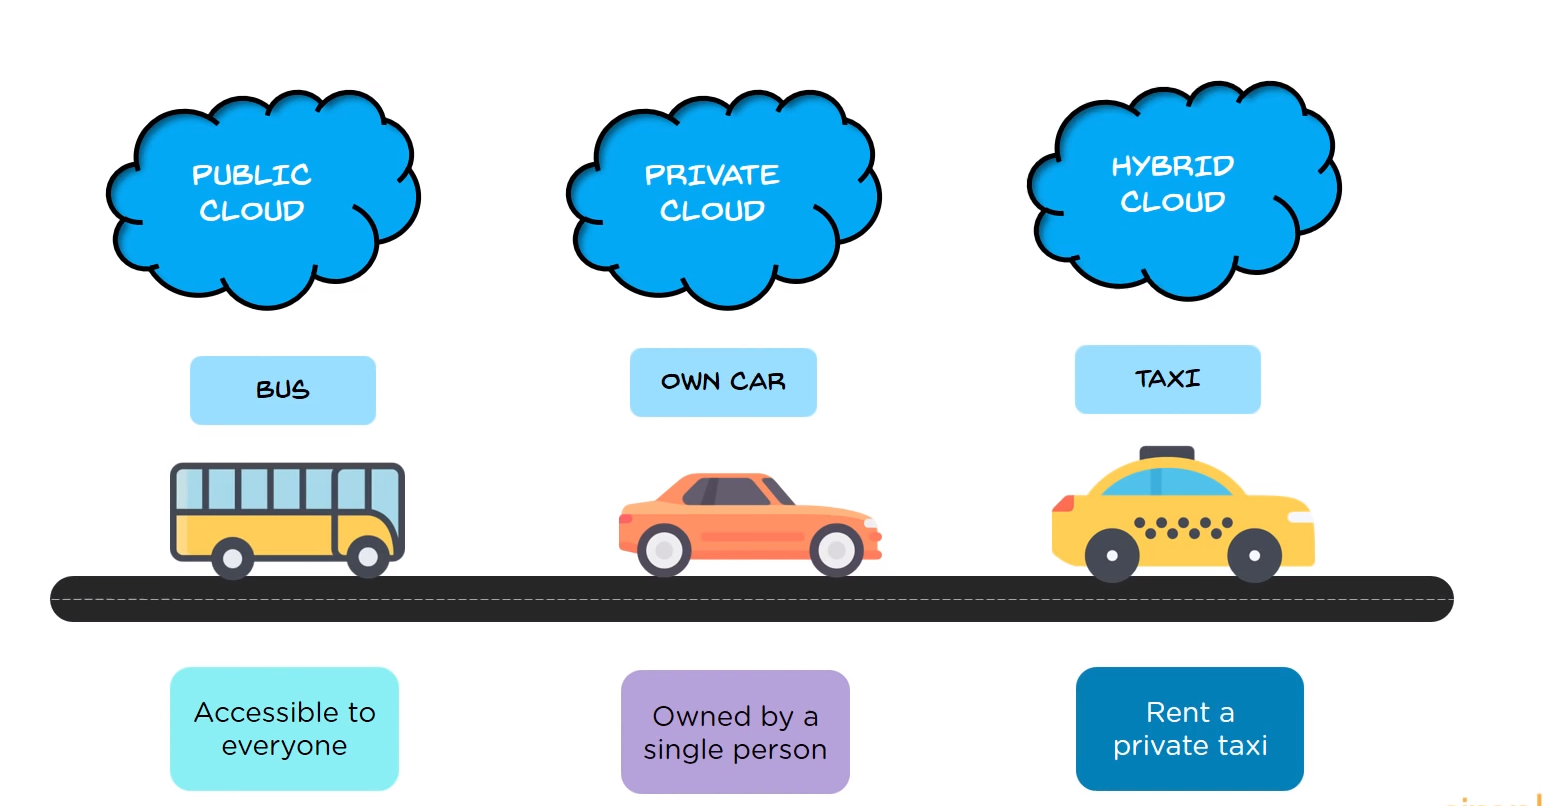 PUBLIC
CLOUD
PRIVATE
CLOUD
HYBRID
CLOUD
BUS
OWN CAR
TAXI
Accessible to
everyone
Owned by a
single person
Rent a
private taxi